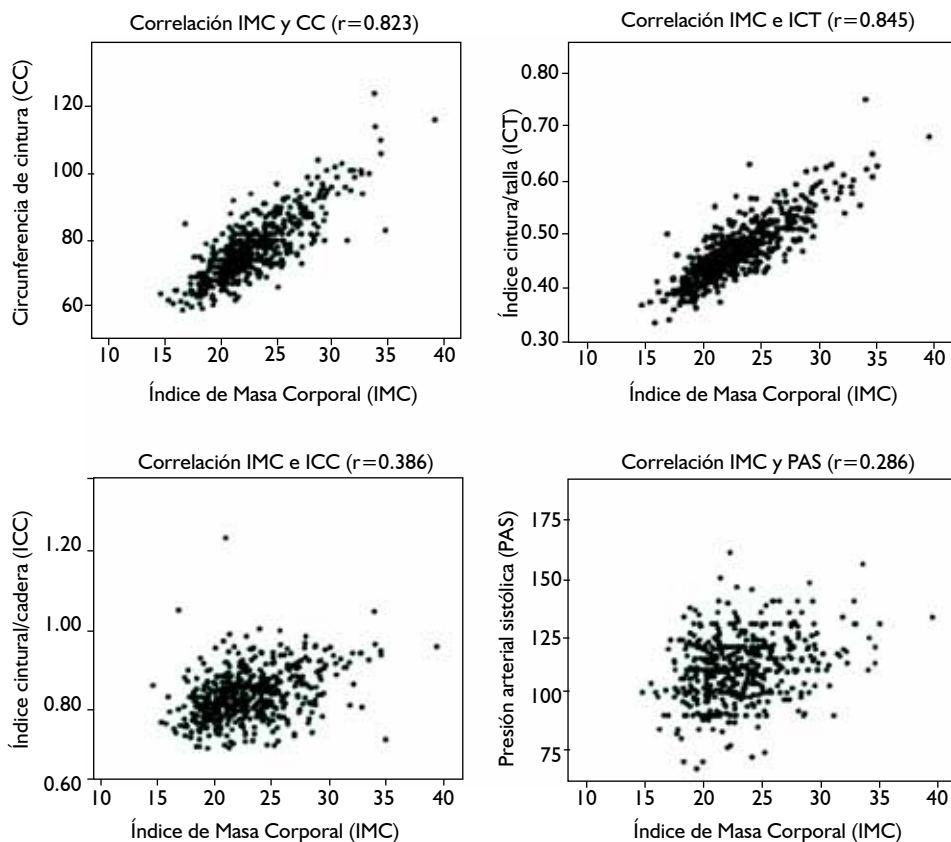 Correlación IMC y CC (r=0.823)
Circunferencia de cintura (CC)
120
100
80
60
10 15 20 25 30 35 40
Índice de Masa Corporal (IMC)
Correlación IMC e ICT (r=0.845)
Índice cintura/talla (ICT)
0.80
0.70
0.60
0.50
0.40
0.30
10 15 20 25 30 35 40
Índice de Masa Corporal (IMC)
Correlación IMC e ICC (r=0.386)
Índice cintural/cadera (ICC)
1.20
1.00
0.80
0.60
10 15 20 25 30 35 40
Índice de Masa Corporal (IMC)
Correlación IMC y PAS (r=0.286)
Presión arterial sistólica (PAS)
175
150
125
100
75
10 15 20 25 30 35 40
Índice de Masa Corporal (IMC)